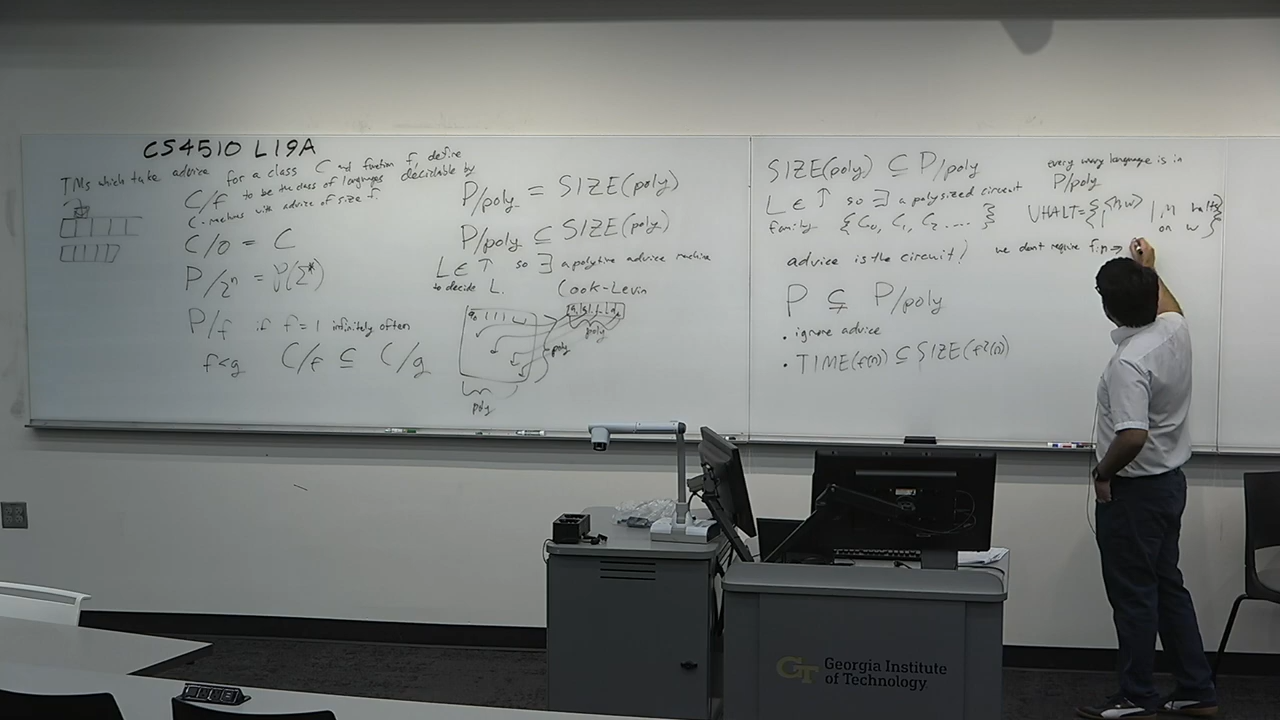 CS4510 L19A
TMs which take advice for a class C and function f, define
C/f to be the class of languages decidable by
C-machines with advice of size f.
C/0 = C
P/2ⁿ = P(Σ*)
P/f if f=1 infinitely often
f<g C/f ⊆ C/g
P/poly = SIZE(poly)
P/poly ⊆ SIZE(poly)
L ∈ ↑ so ∃ a polytime advice machine
to decide L. Cook-Levin
poly
poly
poly
SIZE(poly) ⊆ P/poly
L ∈ ↑ so ∃ a polysized circuit
family {C₀, C₁, C₂ ... }
advice is the circuit!
P ⊊ P/poly
• ignore advice
• TIME(f(n)) ⊆ SIZE(f²(n))
every unary language is in
P/poly
UHALT = {1^<M,w> | M halts
on w }
we don't require f:n→
GT Georgia Institute
of Technology